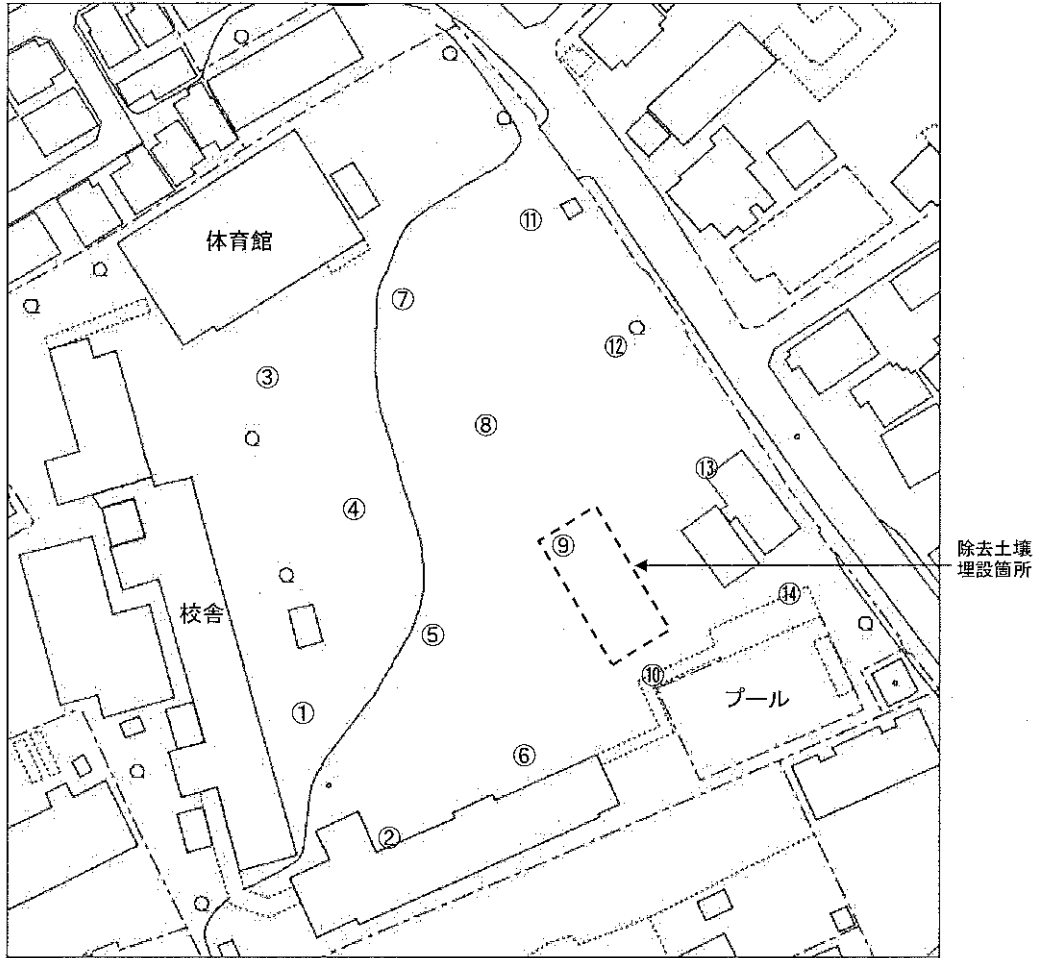 体育館
⑪
⑦
⑫
③
⑧
⑬
④
⑨
除去土壌
埋設箇所
⑭
校舎
⑤
⑩
プール
①
⑥
②